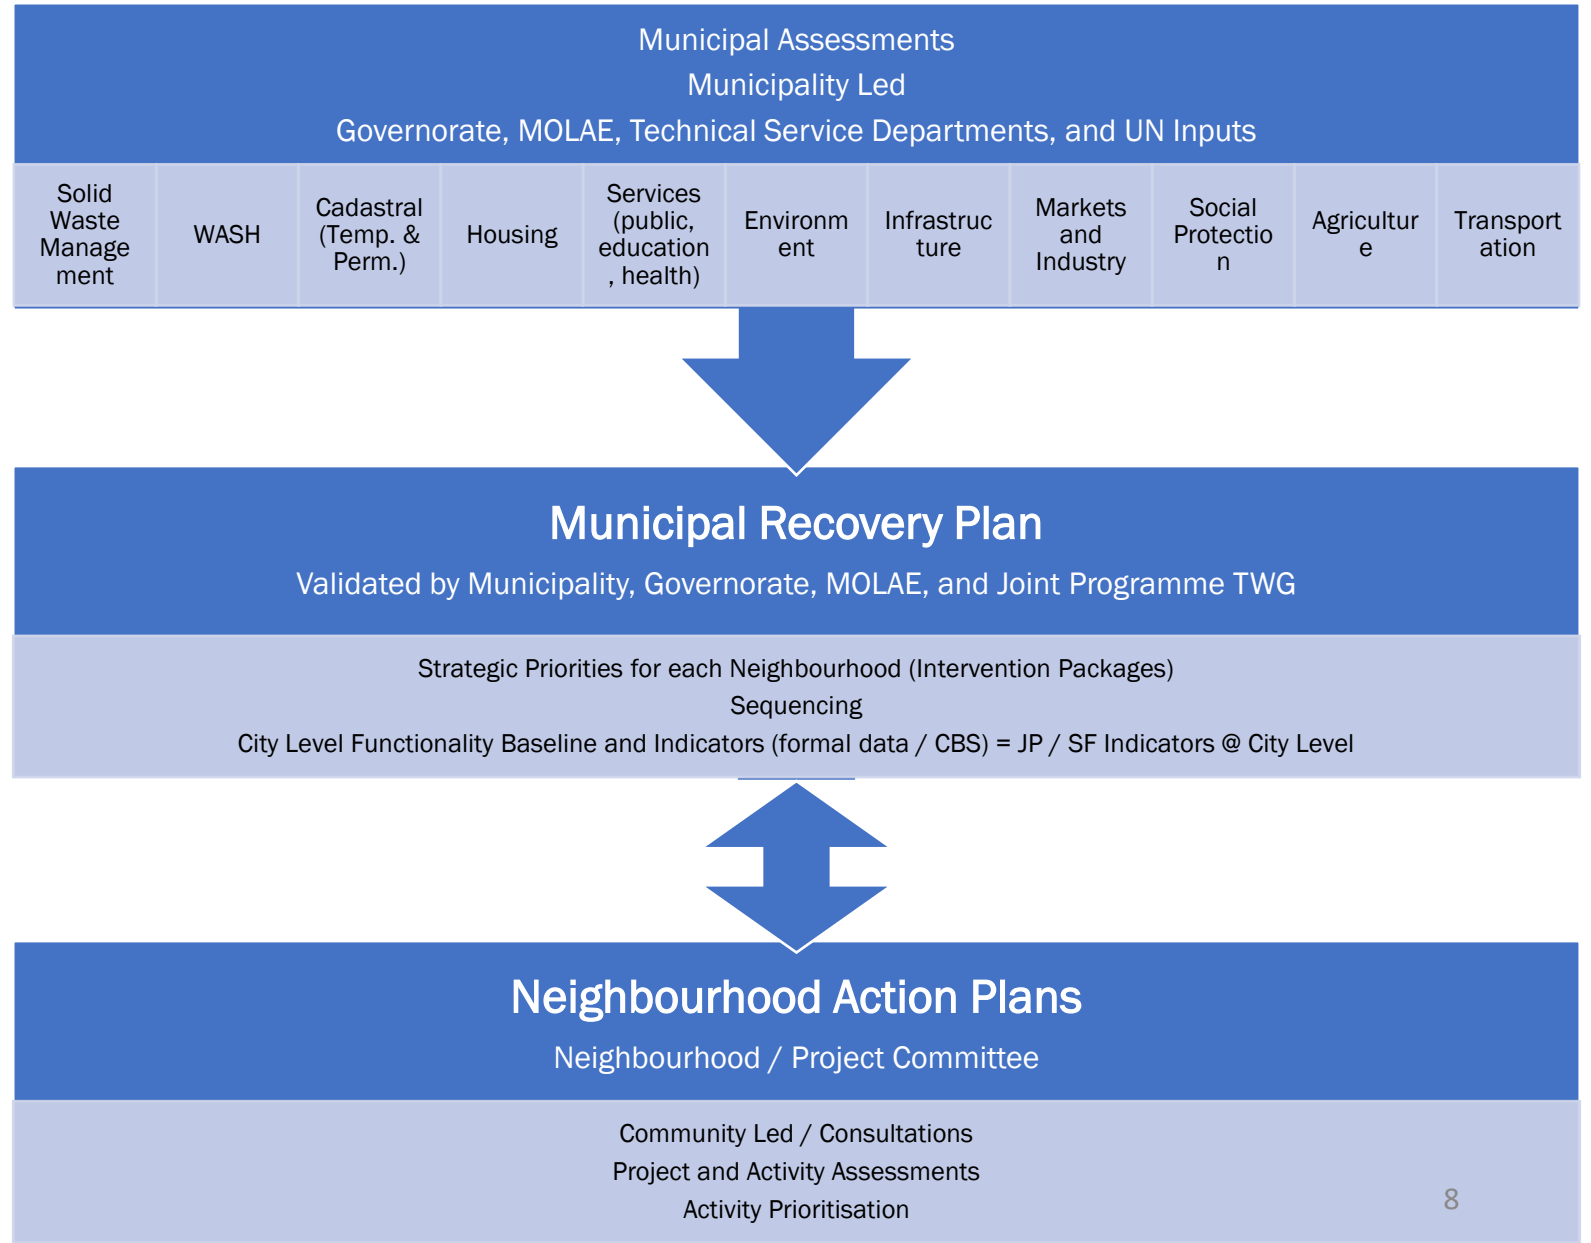 Municipal Assessments
Municipality Led
Governorate, MOLAE, Technical Service Departments, and UN Inputs
Solid
Waste
Manage
ment
WASH
Cadastral
(Temp. &
Perm.)
Housing
Services
(public,
education
, health)
Environm
ent
Infrastruc
ture
Markets
and
Industry
Social
Protectio
n
Agricultur
e
Transport
ation
Municipal Recovery Plan
Validated by Municipality, Governorate, MOLAE, and Joint Programme TWG
Strategic Priorities for each Neighbourhood (Intervention Packages)
Sequencing
City Level Functionality Baseline and Indicators (formal data / CBS) = JP / SF Indicators @ City Level
Neighbourhood Action Plans
Neighbourhood / Project Committee
Community Led / Consultations
Project and Activity Assessments
Activity Prioritisation
8